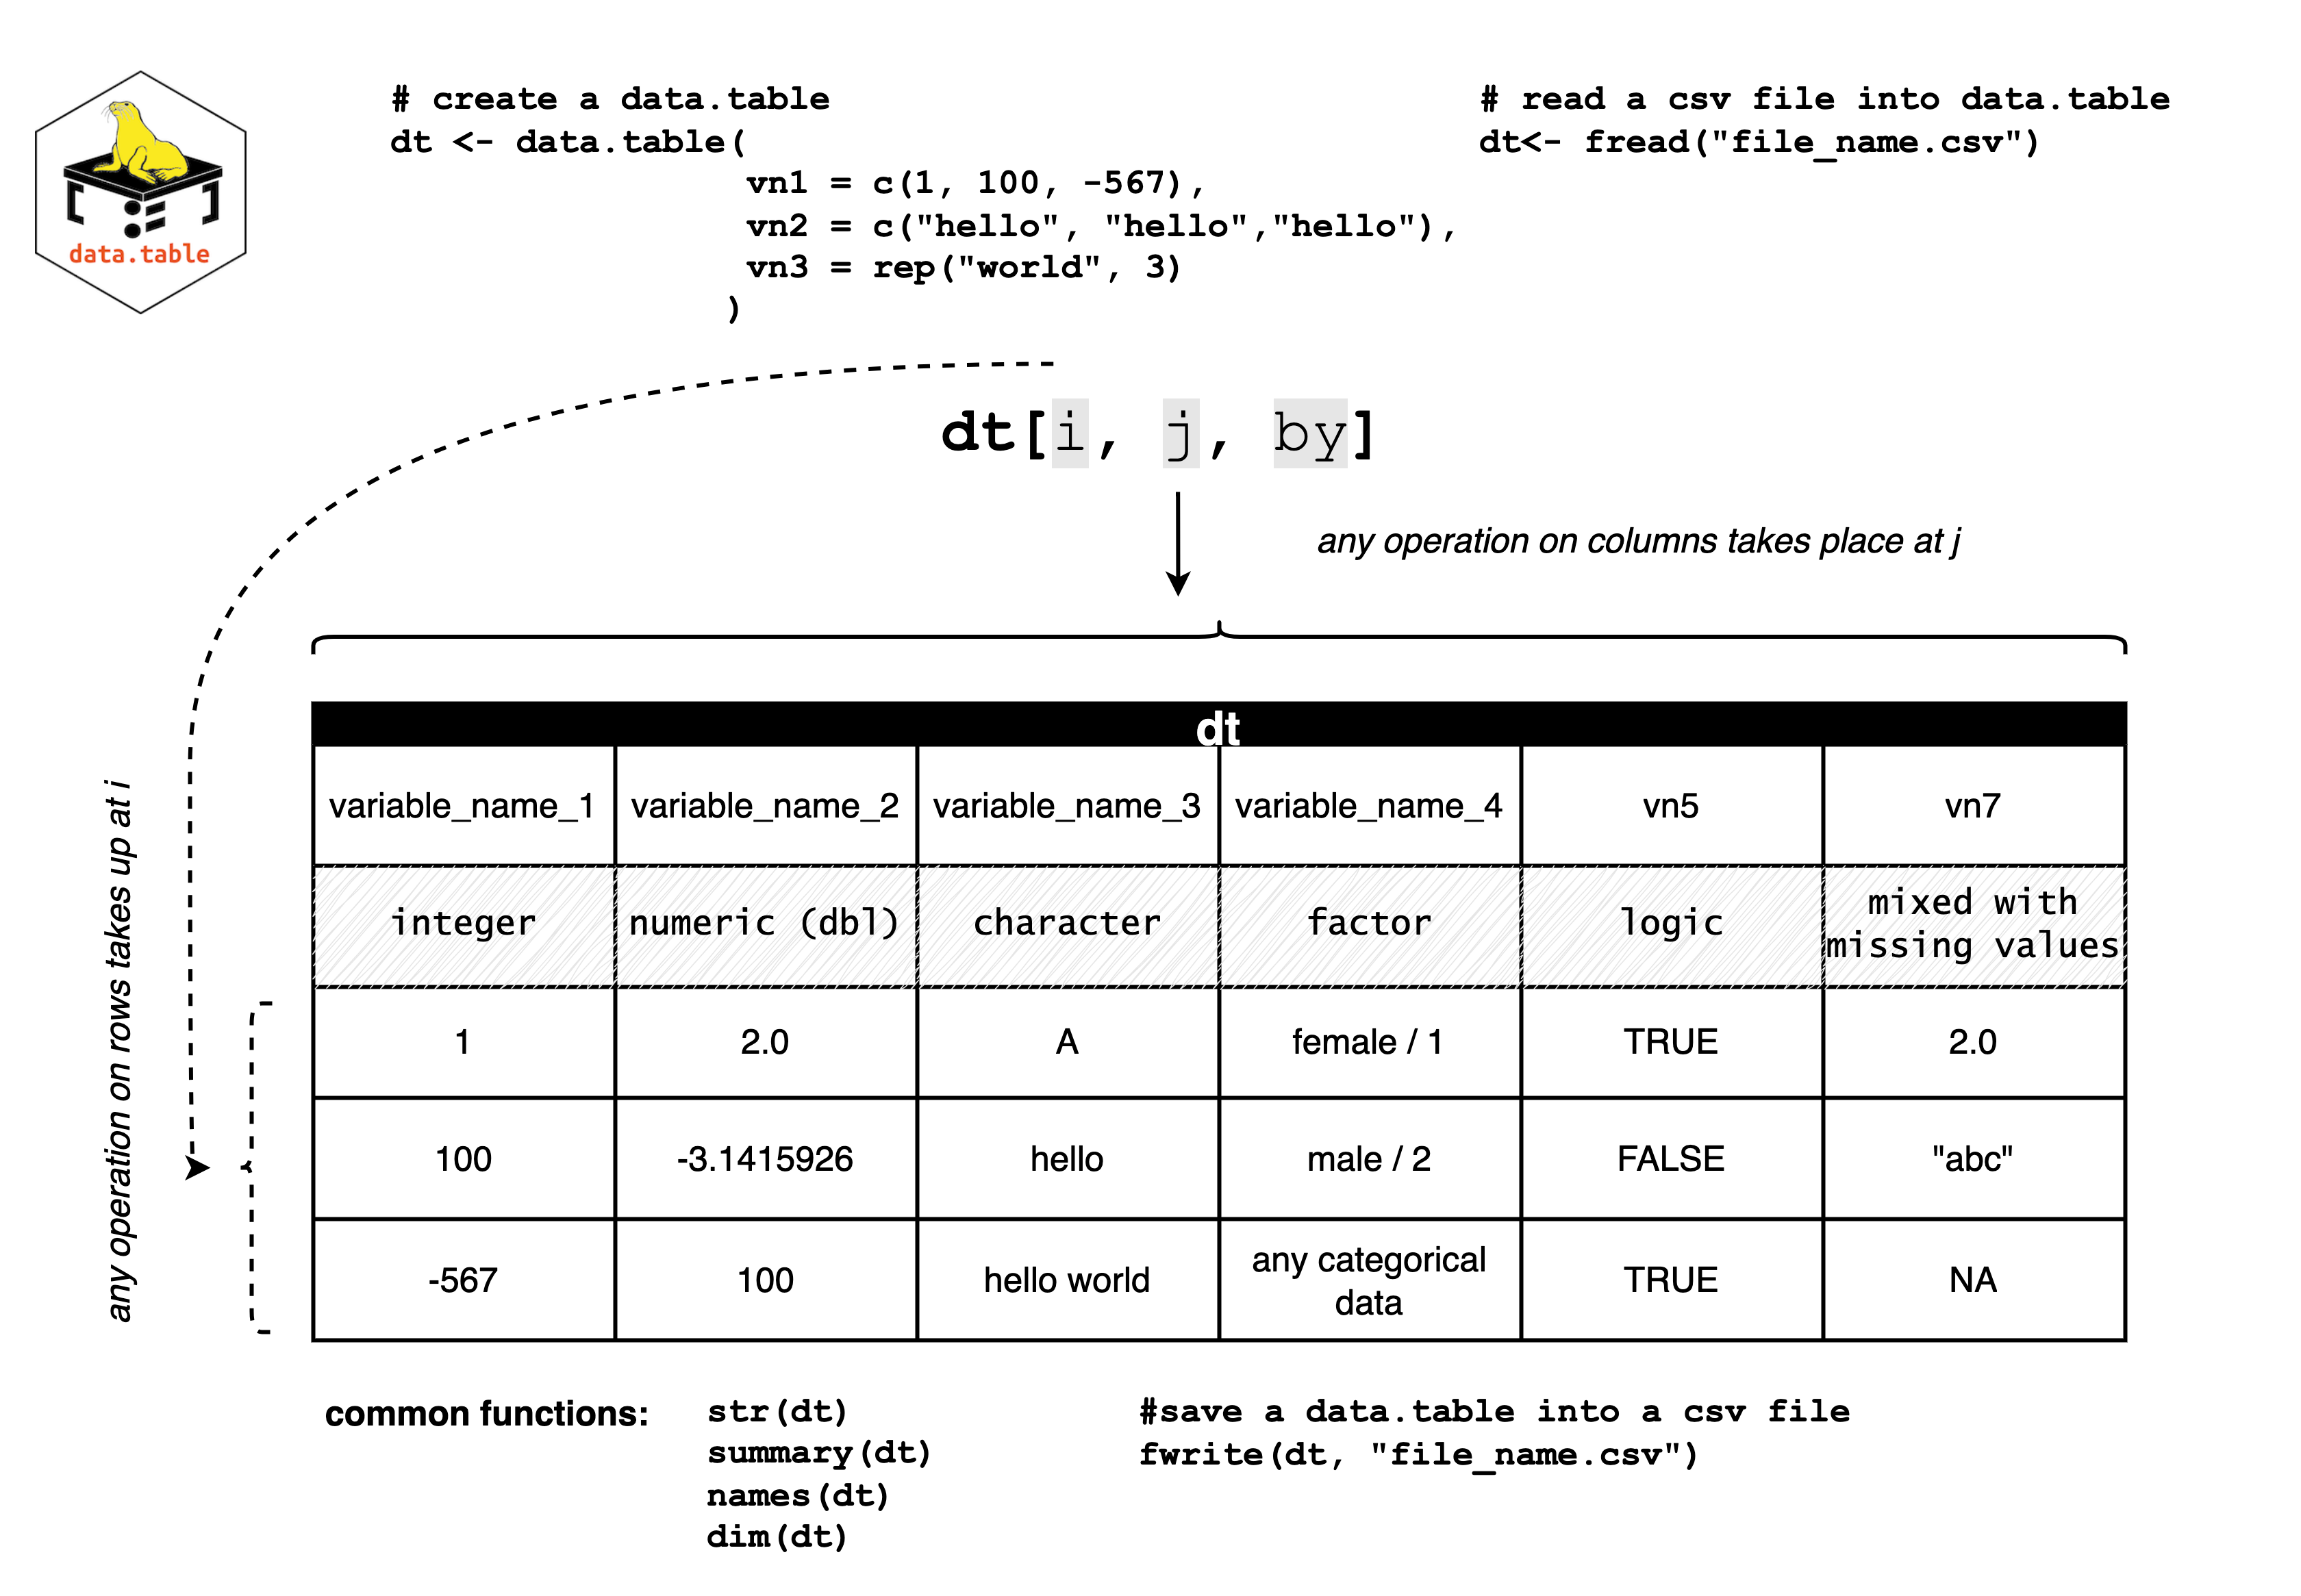 data.table
# create a data.table
dt <- data.table(
vn1 = c(1, 100, -567),
vn2 = c("hello", "hello","hello"),
vn3 = rep("world", 3)
)
# read a csv file into data.table
dt<- fread("file_name.csv")
dt[i, j, by]
any operation on columns takes place at j
any operation on rows takes up at i
dt
variable_name_1 variable_name_2 variable_name_3 variable_name_4 vn5 vn7
integer numeric (dbl) character factor logic mixed with
missing values
1 2.0 A female / 1 TRUE 2.0
100 -3.1415926 hello male / 2 FALSE "abc"
-567 100 hello world any categorical
data TRUE NA
common functions:
str(dt)
summary(dt)
names(dt)
dim(dt)
#save a data.table into a csv file
fwrite(dt, "file_name.csv")